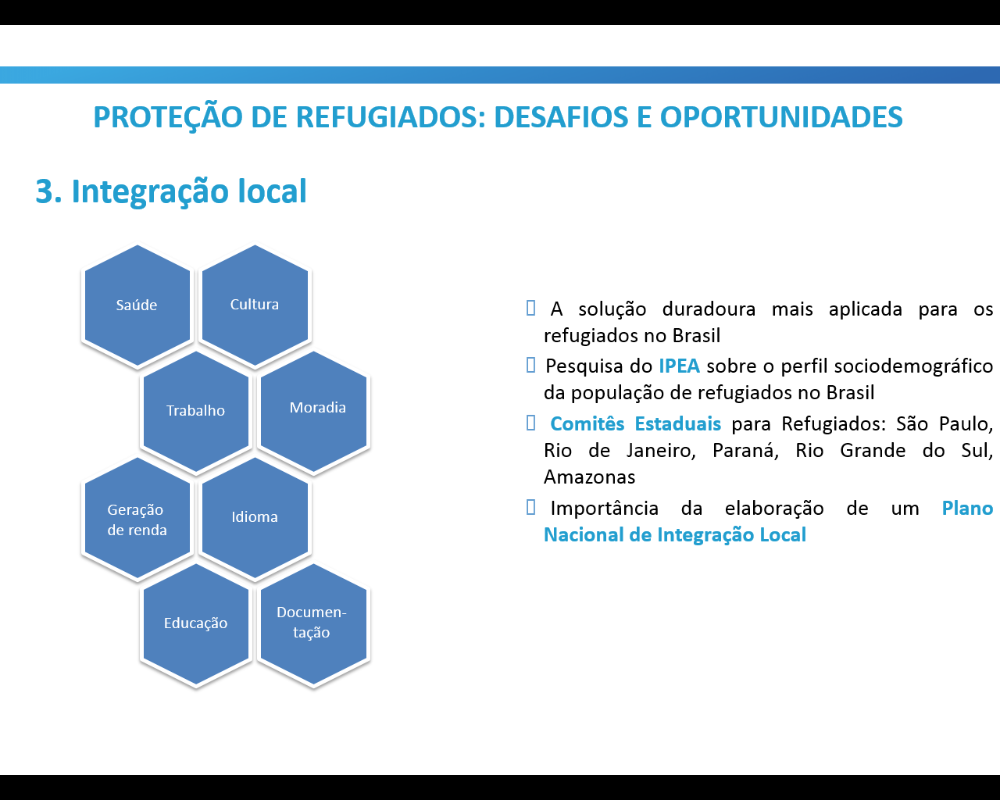 PROTEÇÃO DE REFUGIADOS: DESAFIOS E OPORTUNIDADES
3. Integração local
Saúde
Cultura
Trabalho
Moradia
Geração
de renda
Idioma
Educação
Documen-
tação
A solução duradoura mais aplicada para os
refugiados no Brasil
Pesquisa do IPEA sobre o perfil sociodemográfico
da população de refugiados no Brasil
Comitês Estaduais para Refugiados: São Paulo,
Rio de Janeiro, Paraná, Rio Grande do Sul,
Amazonas
Importância da elaboração de um Plano
Nacional de Integração Local